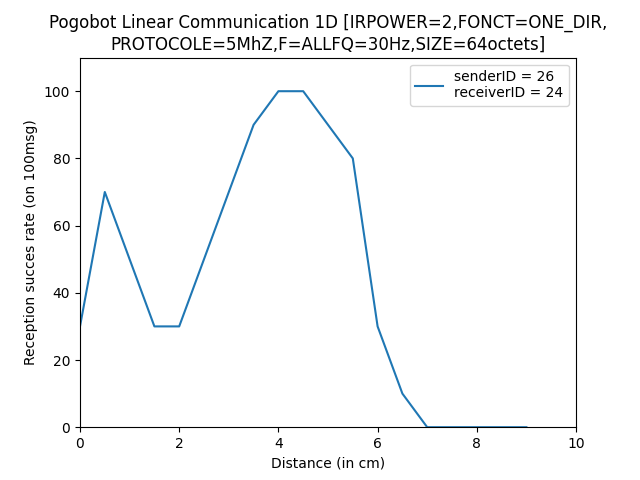 Pogobot Linear Communication 1D [IRPOWER=2,FONCT=ONE_DIR,
PROTOCOLE=5MhZ,F=ALLFQ=30Hz,SIZE=64octets]
senderID = 26
receiverID = 24
Reception succes rate (on 100msg)
100
80
60
40
20
0
0 2 4 6 8 10
Distance (in cm)